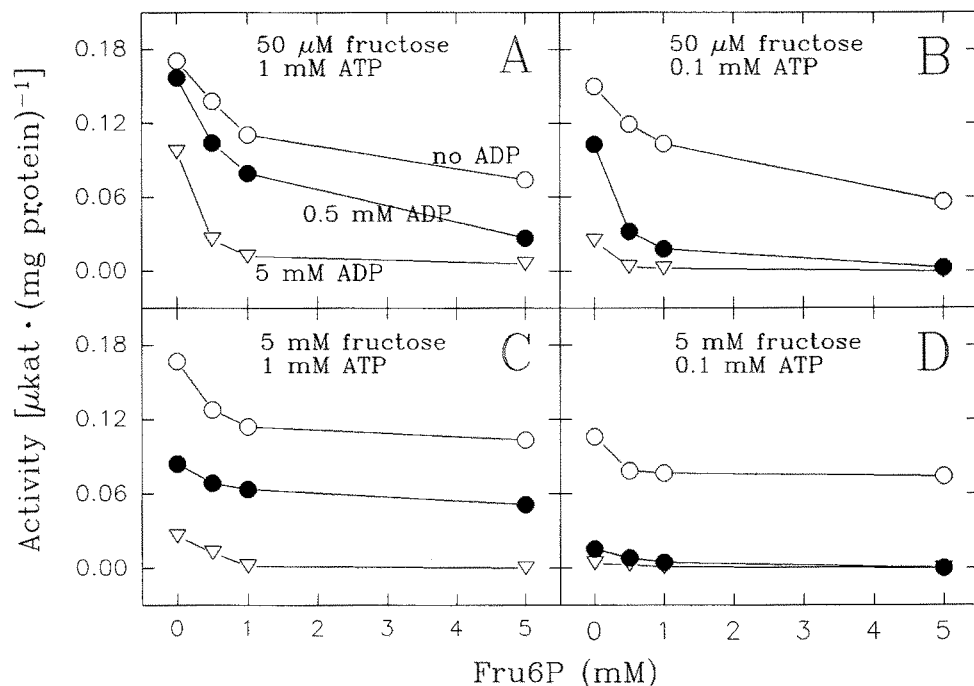 50 μM fructose
1 mM ATP
A
50 μM fructose
0.1 mM ATP
B
no ADP
0.5 mM ADP
5 mM ADP
5 mM fructose
1 mM ATP
C
5 mM fructose
0.1 mM ATP
D
0.18
0.12
0.06
0.00
0.18
0.12
0.06
0.00
Activity [μkat · (mg protein)⁻¹]
0 1 2 3 4 5
0 1 2 3 4 5
Fru6P (mM)